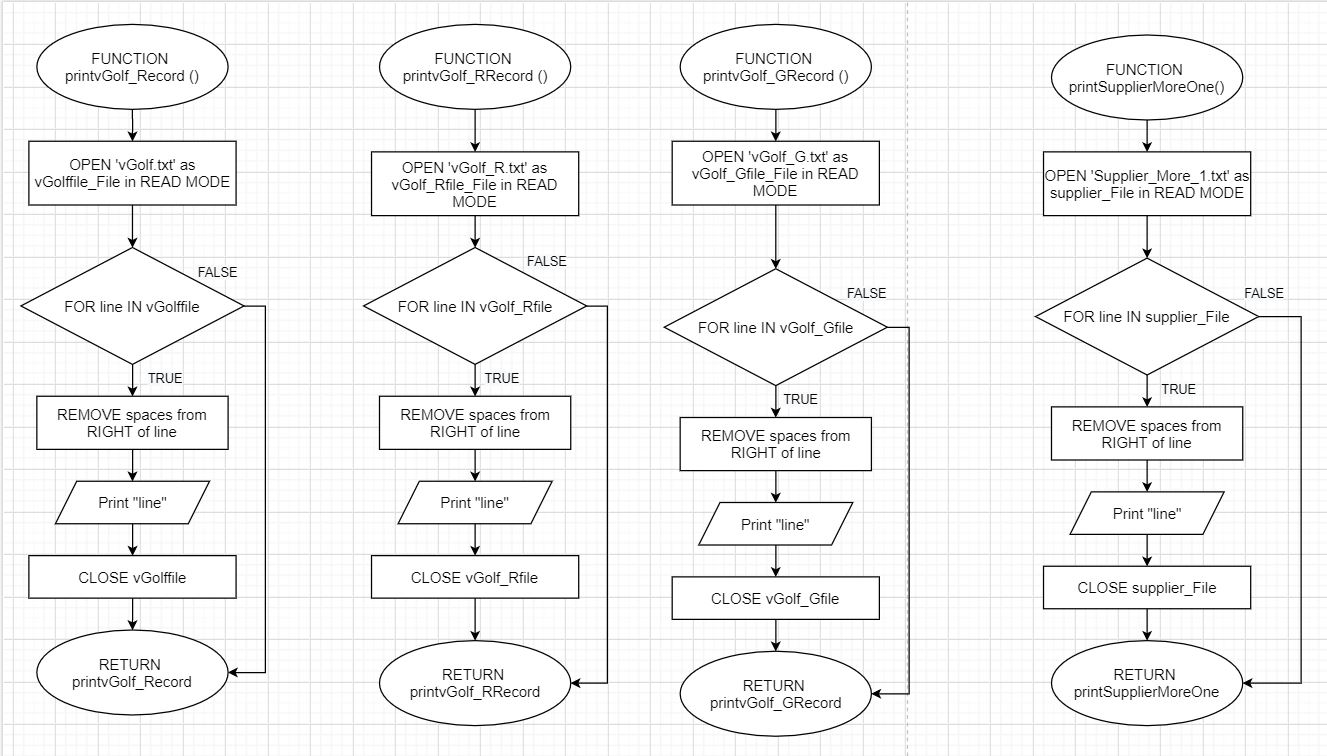 FUNCTION
printvGolf_Record ()
OPEN 'vGolf.txt' as
vGolffile_File in READ MODE
FALSE
FOR line IN vGolffile
TRUE
REMOVE spaces from
RIGHT of line
Print "line"
CLOSE vGolffile
RETURN
printvGolf_Record
FUNCTION
printvGolf_RRecord ()
OPEN 'vGolf_R.txt' as
vGolf_Rfile_File in READ
MODE
FALSE
FOR line IN vGolf_Rfile
TRUE
REMOVE spaces from
RIGHT of line
Print "line"
CLOSE vGolf_Rfile
RETURN
printvGolf_RRecord
FUNCTION
printvGolf_GRecord ()
OPEN 'vGolf_G.txt' as
vGolf_Gfile_File in READ
MODE
FALSE
FOR line IN vGolf_Gfile
TRUE
REMOVE spaces from
RIGHT of line
Print "line"
CLOSE vGolf_Gfile
RETURN
printvGolf_GRecord
FUNCTION
printSupplierMoreOne()
OPEN 'Supplier_More_1.txt' as
supplier_File in READ MODE
FALSE
FOR line IN supplier_File
TRUE
REMOVE spaces from
RIGHT of line
Print "line"
CLOSE supplier_File
RETURN
printSupplierMoreOne